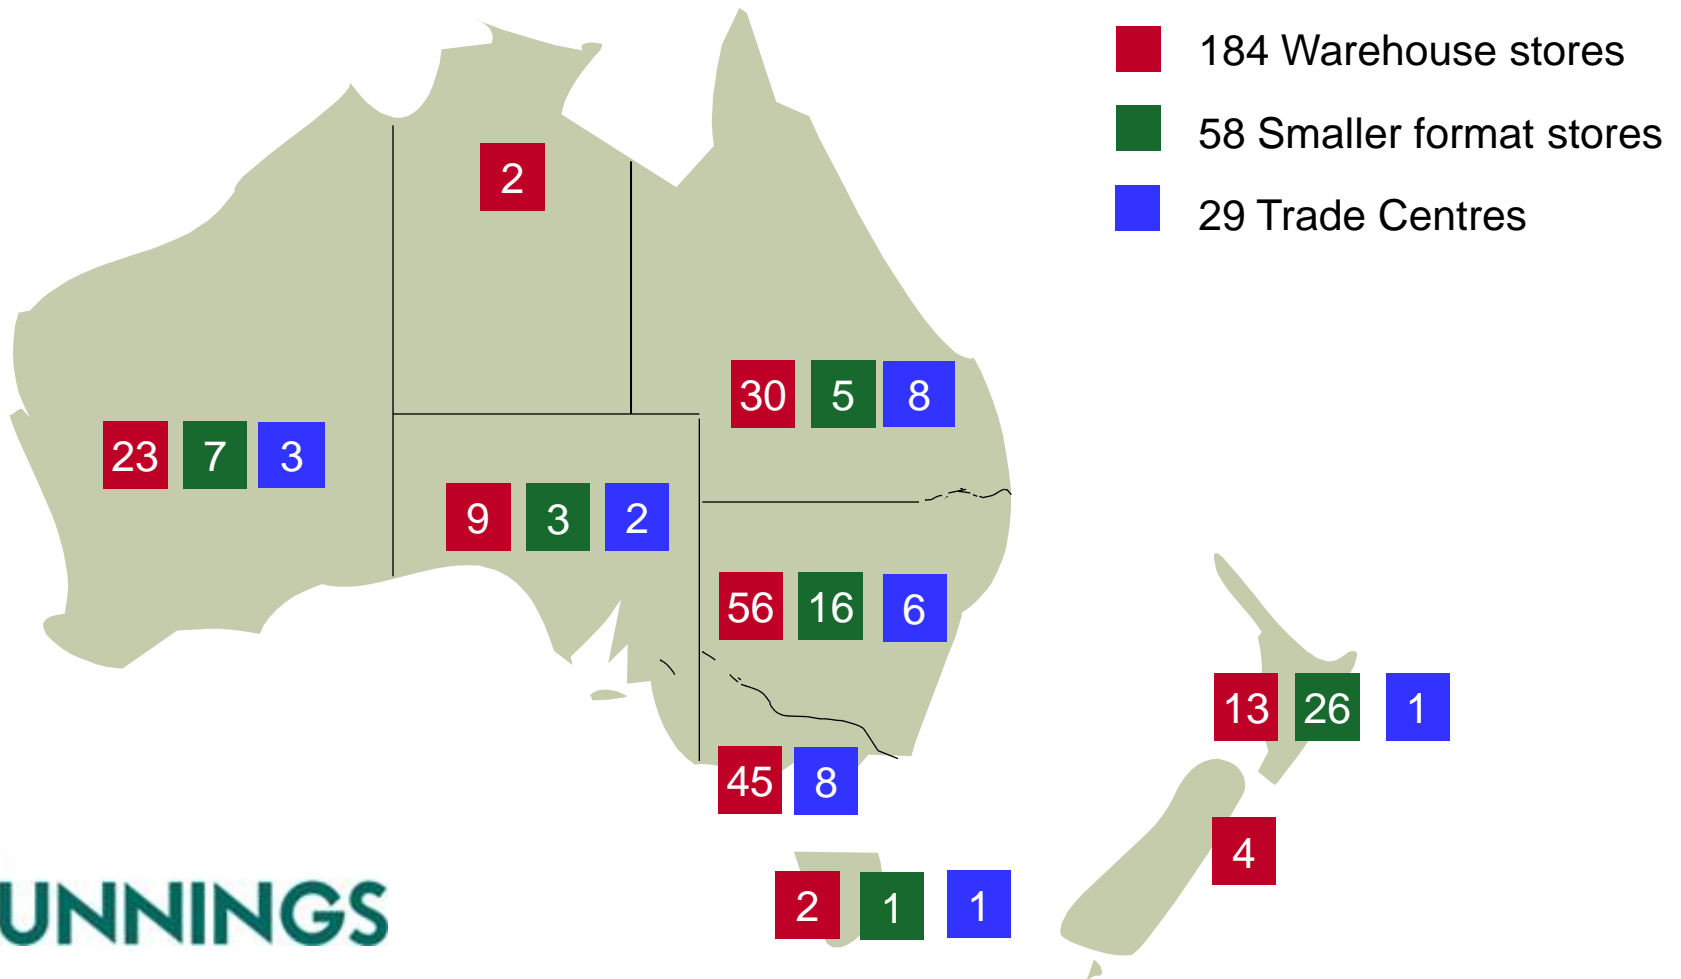 184 Warehouse stores
58 Smaller format stores
29 Trade Centres
2
30 5 8
23 7 3
9 3 2
56 16 6
13 26 1
45 8
4
2 1 1
UNNINGS